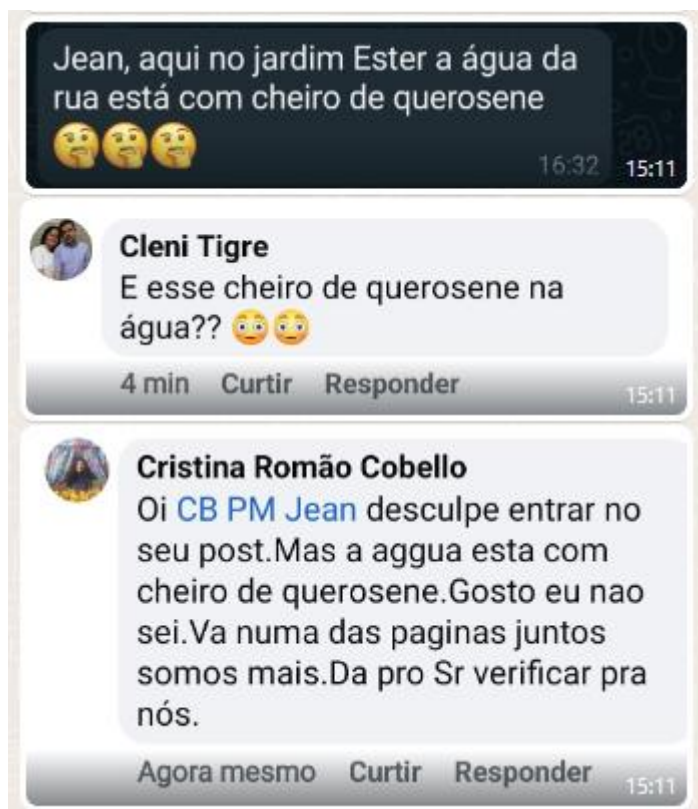 Jean, aqui no jardim Ester a água da
rua está com cheiro de querosene
🤔🤔🤔
16:32 15:11
Cleni Tigre
E esse cheiro de querosene na
água?? 😳😳
4 min Curtir Responder 15:11
Cristina Romão Cobello
Oi CB PM Jean desculpe entrar no
seu post.Mas a aggua esta com
cheiro de querosene.Gosto eu nao
sei.Va numa das paginas juntos
somos mais.Da pro Sr verificar pra
nós.
Agora mesmo Curtir Responder 15:11